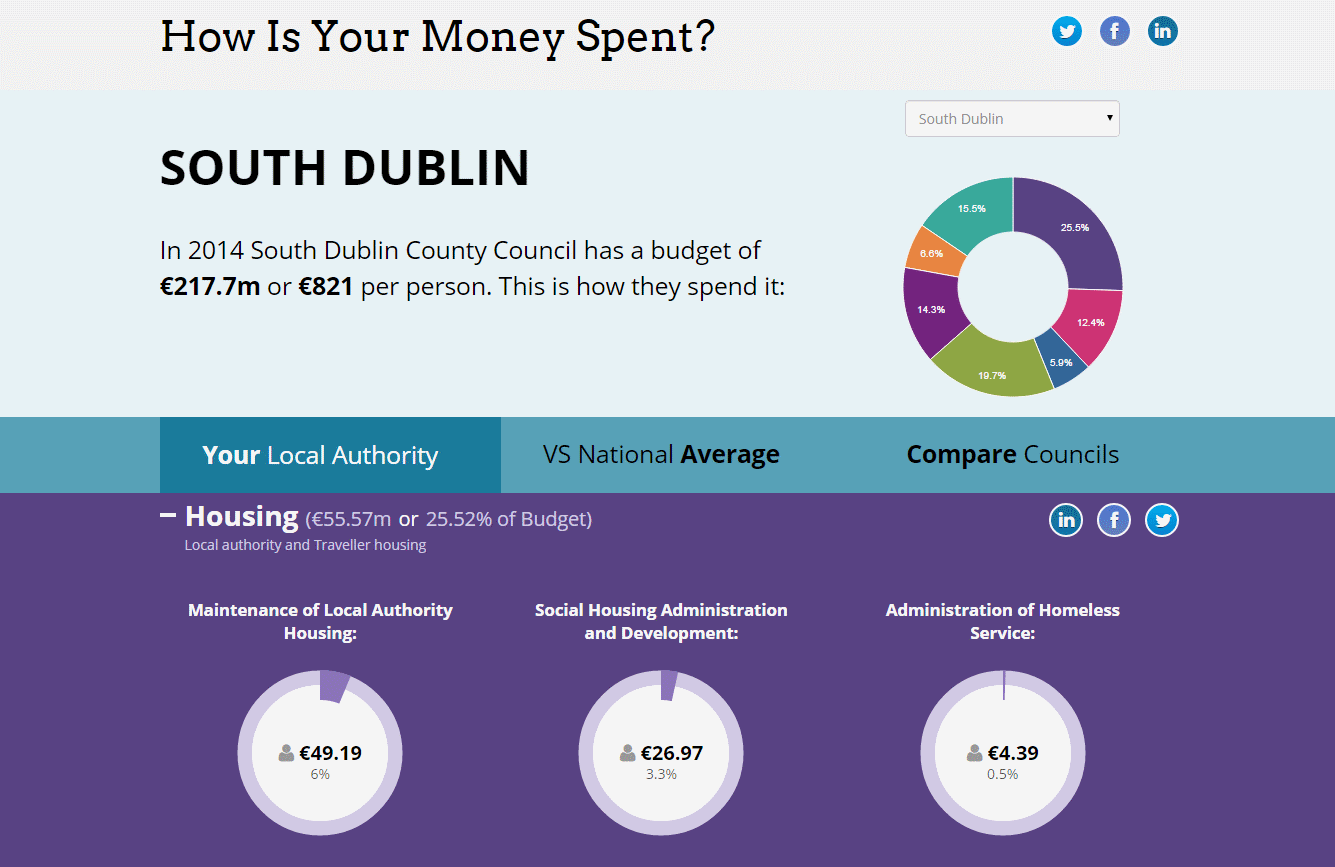 How Is Your Money Spent?
South Dublin
SOUTH DUBLIN
In 2014 South Dublin County Council has a budget of
€217.7m or €821 per person. This is how they spend it:
15.5%
25.5%
6.6%
14.3%
12.4%
5.9%
19.7%
Your Local Authority
VS National Average
Compare Councils
Housing (€55.57m or 25.52% of Budget)
Local authority and Traveller housing
Maintenance of Local Authority
Housing:
€49.19
6%
Social Housing Administration
and Development:
€26.97
3.3%
Administration of Homeless
Service:
€4.39
0.5%